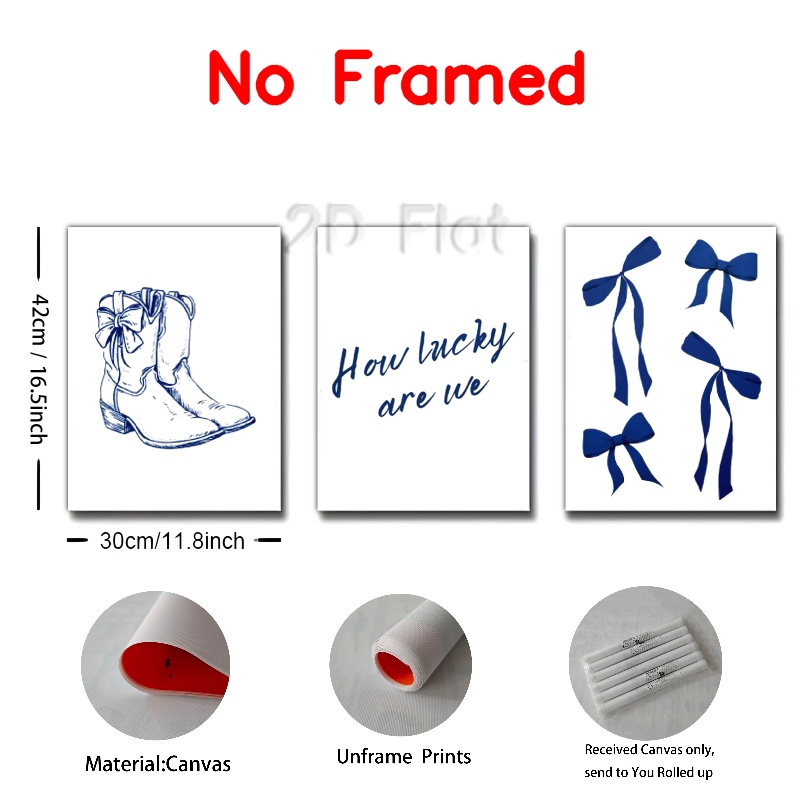 No Framed
2D Flat
42cm / 16.5inch
How lucky
are we
30cm/11.8inch
Material:Canvas
Unframe Prints
Received Canvas only,
send to You Rolled up